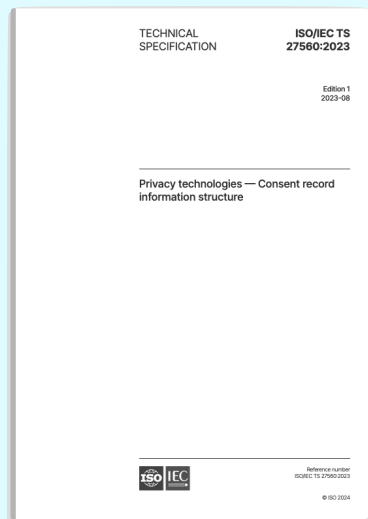 TECHNICAL
SPECIFICATION
ISO/IEC TS
27560:2023
Edition 1
2023-08
Privacy technologies — Consent record
information structure
ISO IEC
Reference number
ISO/IEC TS 27560:2023
© ISO 2024